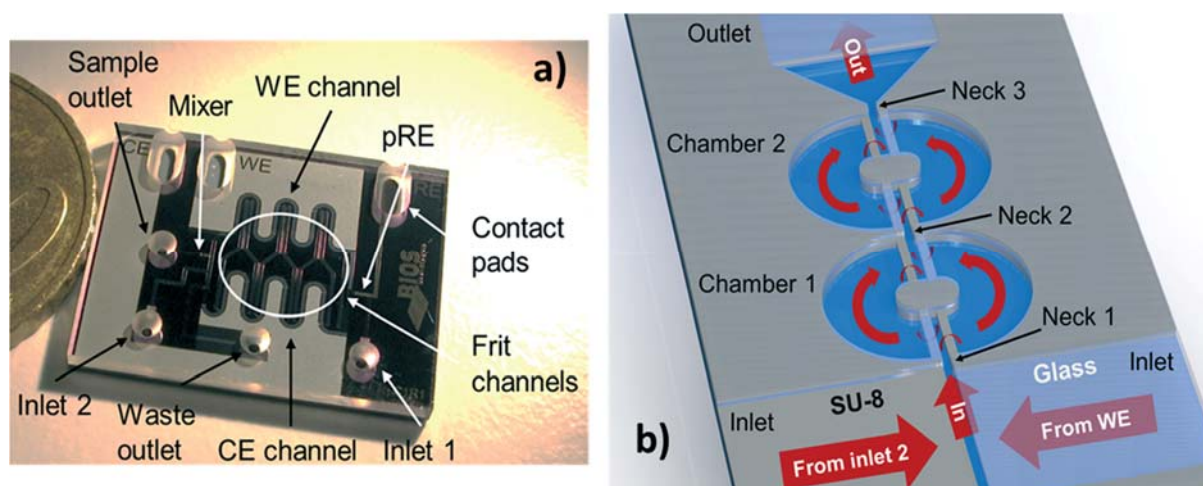 a)
Sample
outlet
Mixer
WE channel
pRE
CE
WE
RE
Contact
pads
BIOS
Frit
channels
Inlet 2
Waste
outlet
CE channel
Inlet 1
b)
Outlet
Out
Neck 3
Chamber 2
Neck 2
Chamber 1
Neck 1
Inlet
SU-8
Glass
Inlet
In
From inlet 2
From WE